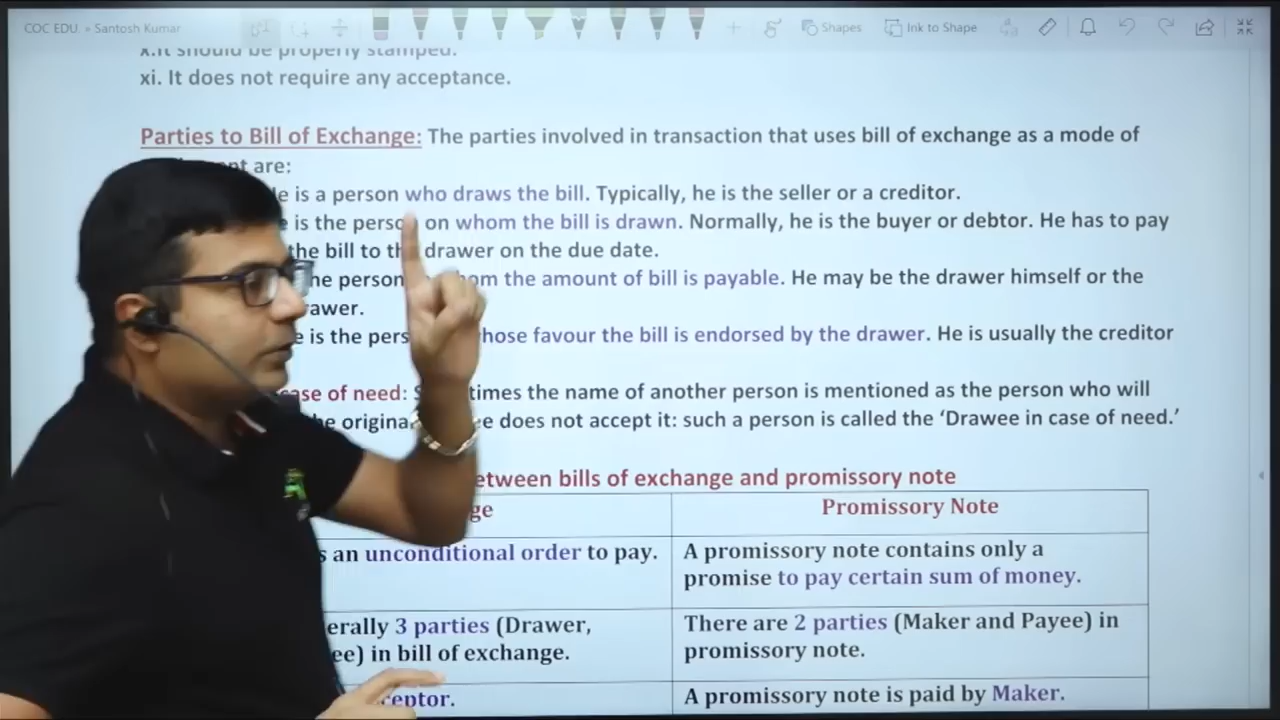 COC EDU. » Santosh Kumar
Shapes
Ink to Shape
x.It should be properly stamped.
xi. It does not require any acceptance.
Parties to Bill of Exchange: The parties involved in transaction that uses bill of exchange as a mode of
are:
is a person who draws the bill. Typically, he is the seller or a creditor.
is the person on whom the bill is drawn. Normally, he is the buyer or debtor. He has to pay
the bill to the drawer on the due date.
the person whom the amount of bill is payable. He may be the drawer himself or the
is the person whose favour the bill is endorsed by the drawer. He is usually the creditor
case of need: Sometimes the name of another person is mentioned as the person who will
the original does not accept it: such a person is called the ‘Drawee in case of need.’
between bills of exchange and promissory note
Promissory Note
an unconditional order to pay.
A promissory note contains only a
promise to pay certain sum of money.
3 parties (Drawer,
in bill of exchange.
There are 2 parties (Maker and Payee) in
promissory note.
A promissory note is paid by Maker.